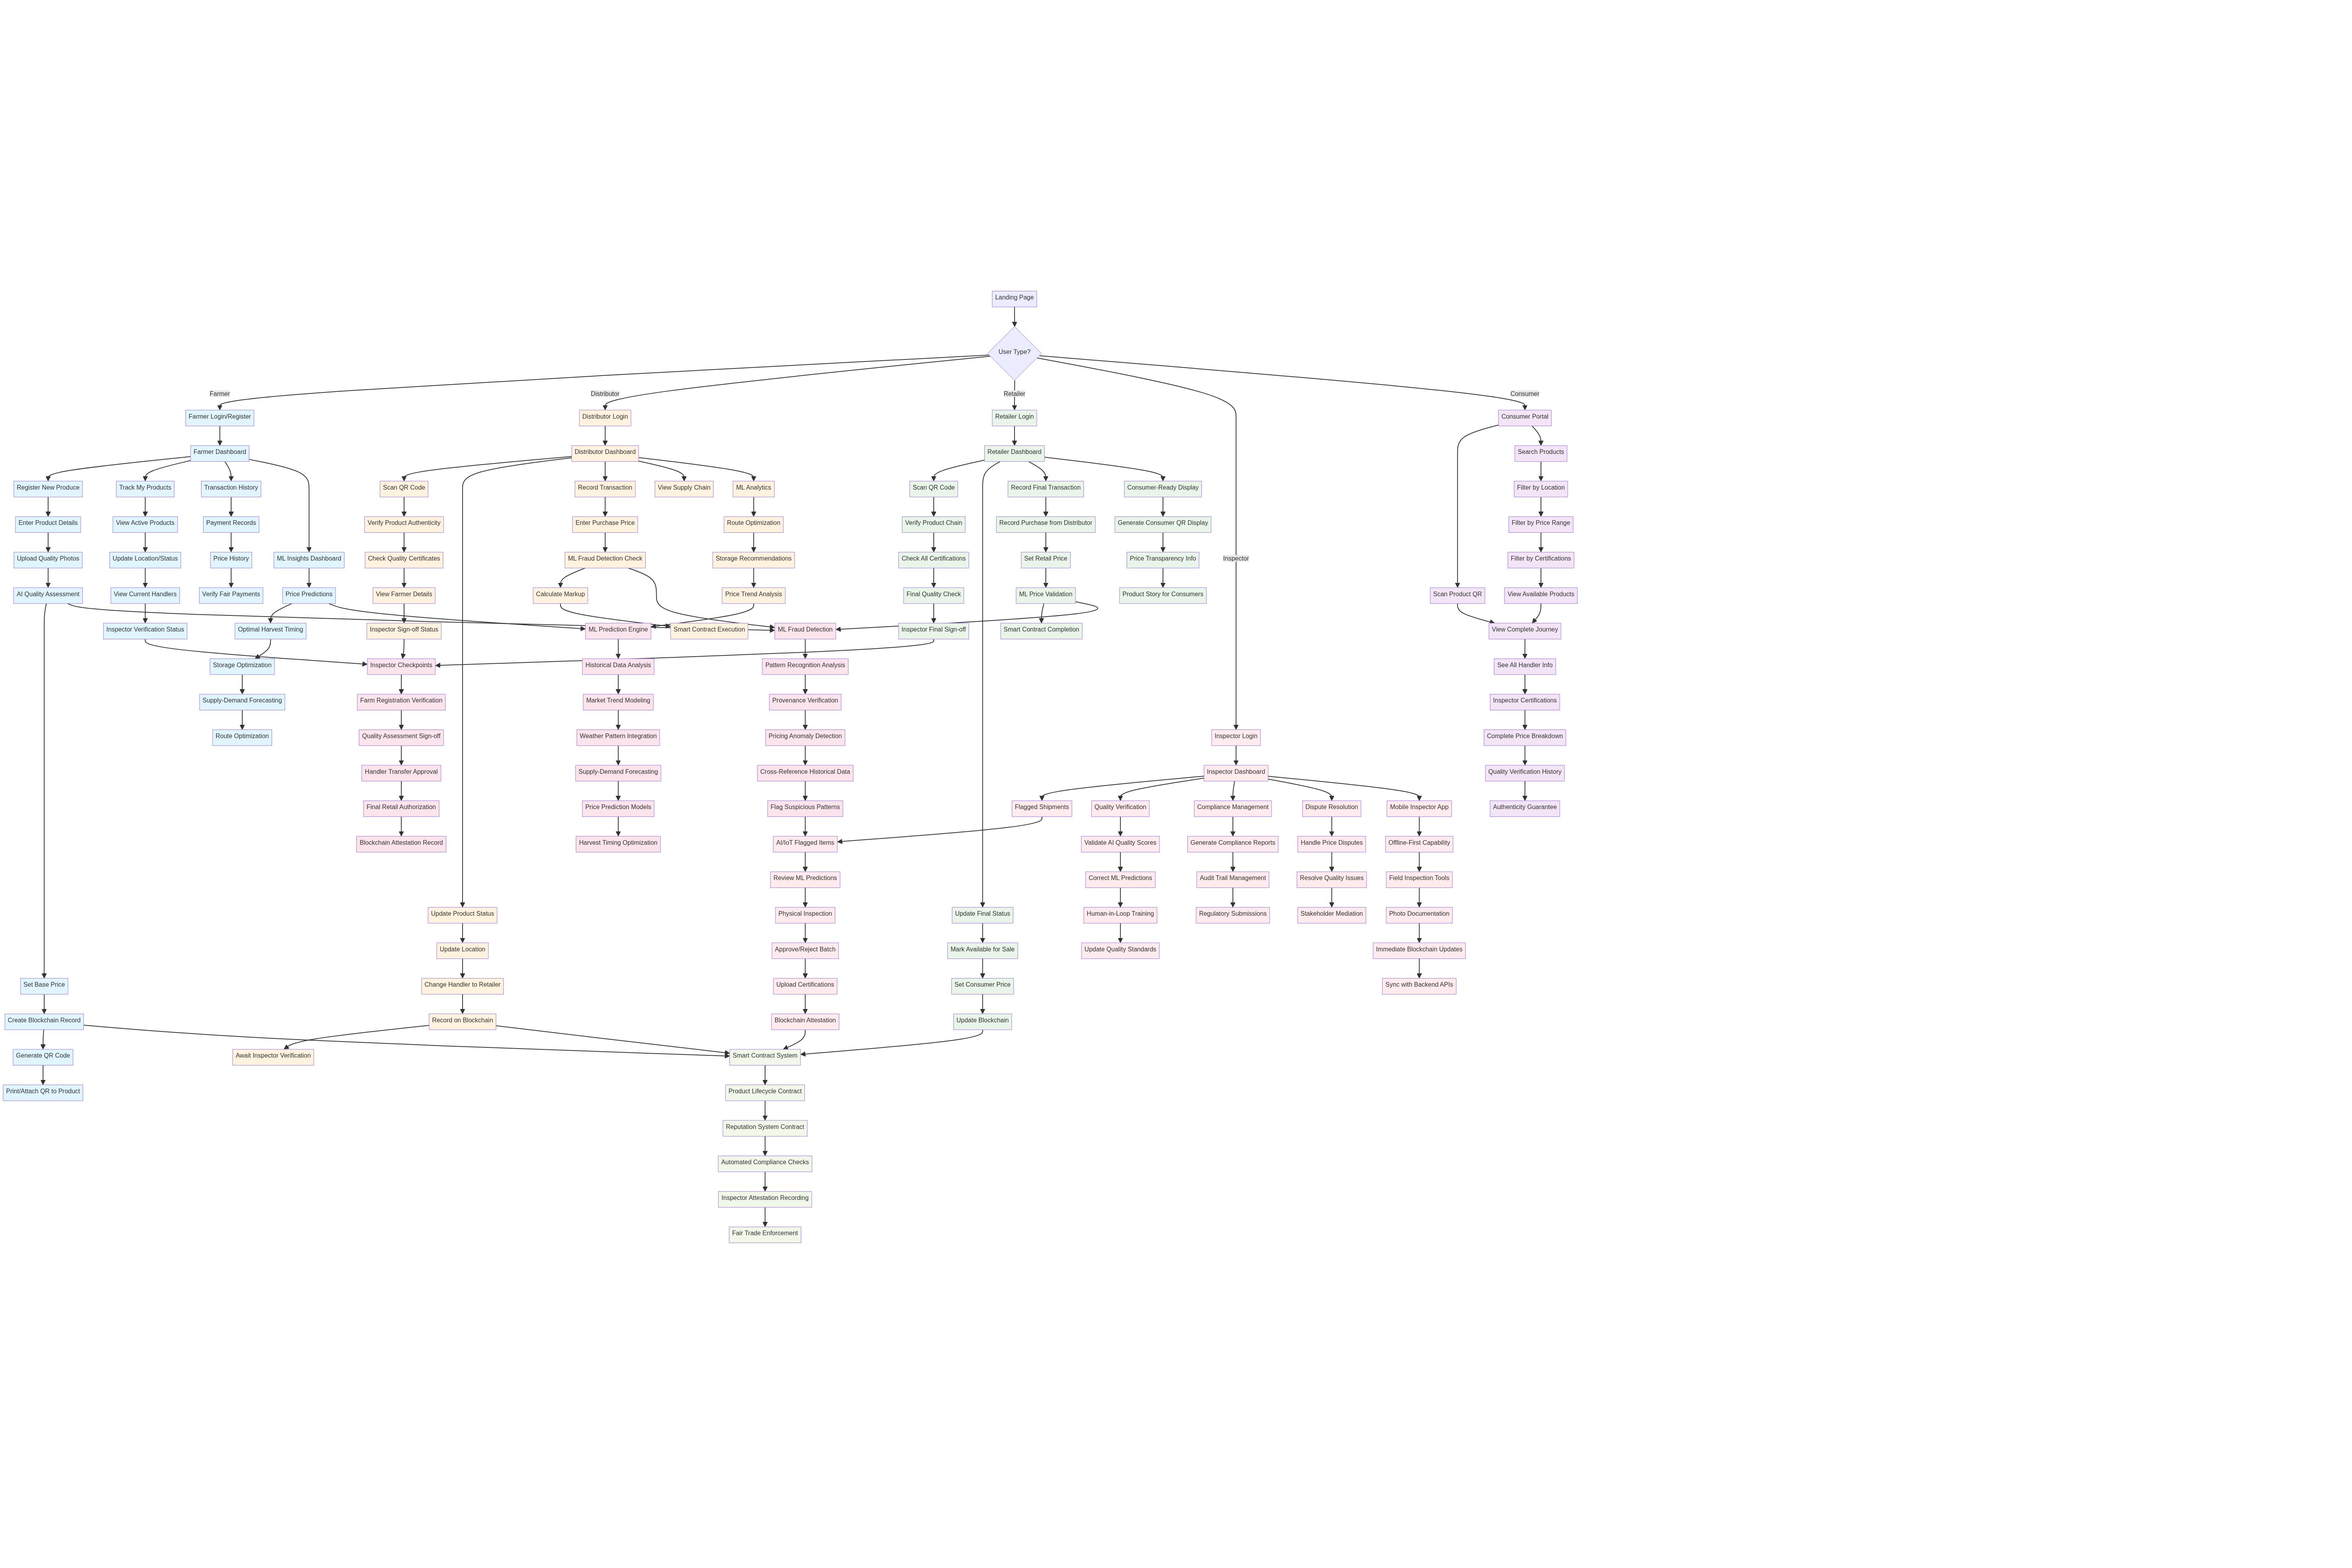 Landing Page
User Type?
Farmer
Distributor
Retailer
Consumer
Farmer Login/Register
Distributor Login
Retailer Login
Consumer Portal
Farmer Dashboard
Distributor Dashboard
Retailer Dashboard
Search Products
Register New Produce
Track My Products
Transaction History
Scan QR Code
Record Transaction
View Supply Chain
ML Analytics
Scan QR Code
Record Final Transaction
Consumer-Ready Display
Filter by Location
Enter Product Details
View Active Products
Payment Records
Verify Product Authenticity
Enter Purchase Price
Route Optimization
Verify Product Chain
Record Purchase from Distributor
Generate Consumer QR Display
Filter by Price Range
Upload Quality Photos
Update Location/Status
Price History
ML Insights Dashboard
Check Quality Certificates
ML Fraud Detection Check
Storage Recommendations
Check All Certifications
Set Retail Price
Price Transparency Info
Inspector
Filter by Certifications
AI Quality Assessment
View Current Handlers
Verify Fair Payments
Price Predictions
View Farmer Details
Calculate Markup
Price Trend Analysis
Final Quality Check
ML Price Validation
Product Story for Consumers
Scan Product QR
View Available Products
Inspector Verification Status
Optimal Harvest Timing
Inspector Sign-off Status
ML Prediction Engine
Smart Contract Execution
ML Fraud Detection
Inspector Final Sign-off
Smart Contract Completion
View Complete Journey
Storage Optimization
Inspector Checkpoints
Historical Data Analysis
Pattern Recognition Analysis
See All Handler Info
Supply-Demand Forecasting
Farm Registration Verification
Market Trend Modeling
Provenance Verification
Inspector Certifications
Route Optimization
Quality Assessment Sign-off
Weather Pattern Integration
Pricing Anomaly Detection
Inspector Login
Complete Price Breakdown
Handler Transfer Approval
Supply-Demand Forecasting
Cross-Reference Historical Data
Inspector Dashboard
Quality Verification History
Final Retail Authorization
Price Prediction Models
Flag Suspicious Patterns
Flagged Shipments
Quality Verification
Compliance Management
Dispute Resolution
Mobile Inspector App
Authenticity Guarantee
Blockchain Attestation Record
Harvest Timing Optimization
AI/IoT Flagged Items
Validate AI Quality Scores
Generate Compliance Reports
Handle Price Disputes
Offline-First Capability
Review ML Predictions
Correct ML Predictions
Audit Trail Management
Resolve Quality Issues
Field Inspection Tools
Update Product Status
Physical Inspection
Update Final Status
Human-in-Loop Training
Regulatory Submissions
Stakeholder Mediation
Photo Documentation
Update Location
Approve/Reject Batch
Mark Available for Sale
Update Quality Standards
Immediate Blockchain Updates
Set Base Price
Change Handler to Retailer
Upload Certifications
Set Consumer Price
Sync with Backend APIs
Create Blockchain Record
Record on Blockchain
Blockchain Attestation
Update Blockchain
Generate QR Code
Await Inspector Verification
Smart Contract System
Print/Attach QR to Product
Product Lifecycle Contract
Reputation System Contract
Automated Compliance Checks
Inspector Attestation Recording
Fair Trade Enforcement